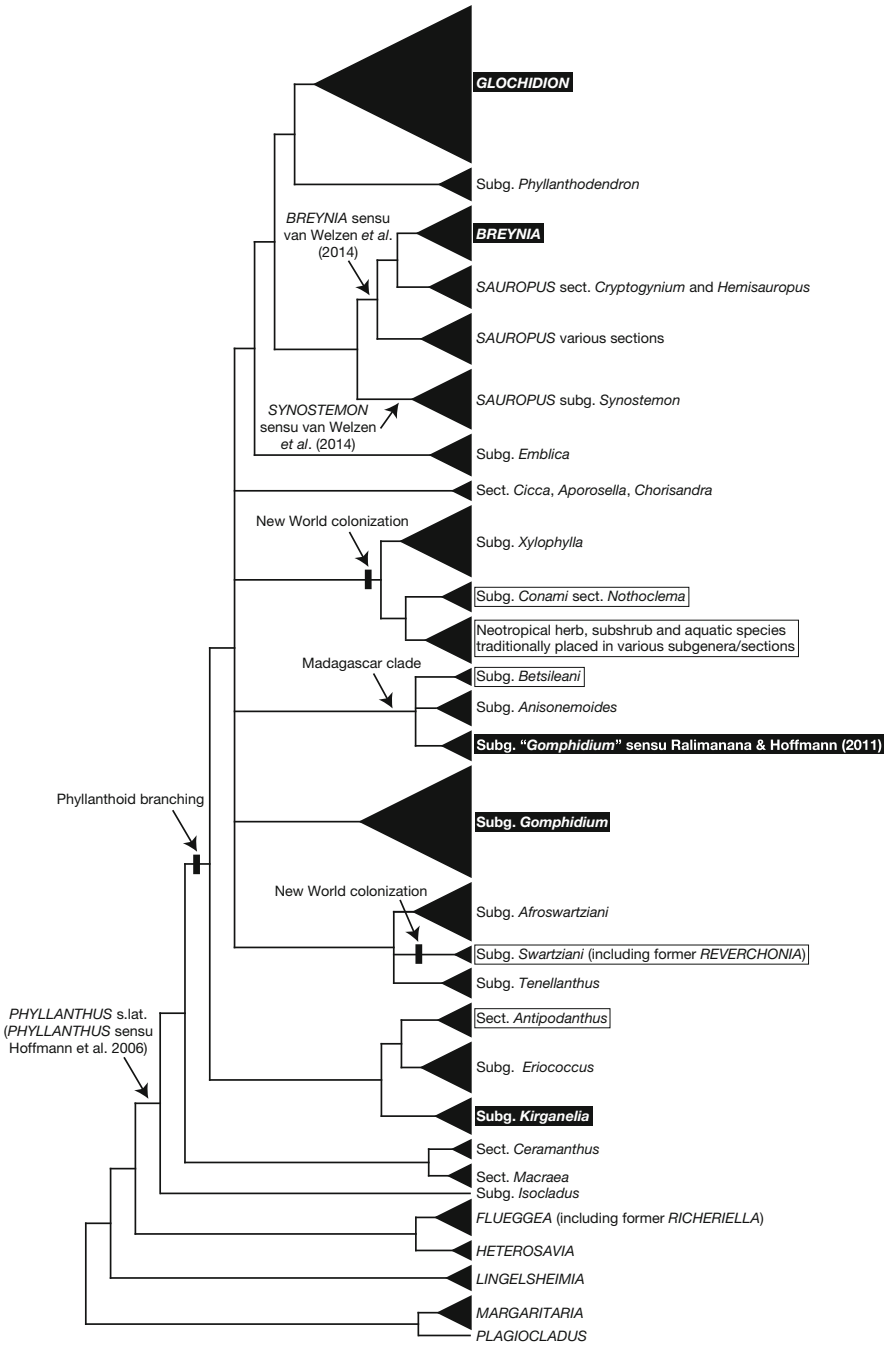 GLOCHIDION
Subg. Phyllanthodendron
BREYNIA sensu
van Welzen et al.
(2014)
BREYNIA
SAUROPUS sect. Cryptogynium and Hemisauropus
SAUROPUS various sections
SYNOSTEMON
sensu van Welzen
et al. (2014)
SAUROPUS subg. Synostemon
Subg. Emblica
Sect. Cicca, Aporosella, Chorisandra
New World colonization
Subg. Xylophylla
Subg. Conami sect. Nothoclema
Neotropical herb, subshrub and aquatic species
traditionally placed in various subgenera/sections
Madagascar clade
Subg. Betsileani
Subg. Anisonemoides
Subg. “Gomphidium” sensu Ralimanana & Hoffmann (2011)
Phyllanthoid branching
Subg. Gomphidium
New World colonization
Subg. Afroswartziani
Subg. Swartziani (including former REVERCHONIA)
Subg. Tenellanthus
PHYLLANTHUS s.lat.
(PHYLLANTHUS sensu
Hoffmann et al. 2006)
Sect. Antipodanthus
Subg. Eriococcus
Subg. Kirganelia
Sect. Ceramanthus
Sect. Macraea
Subg. Isocladus
FLUEGGEA (including former RICHERIELLA)
HETEROSAVIA
LINGELSHEIMIA
MARGARITARIA
PLAGIOCLADUS